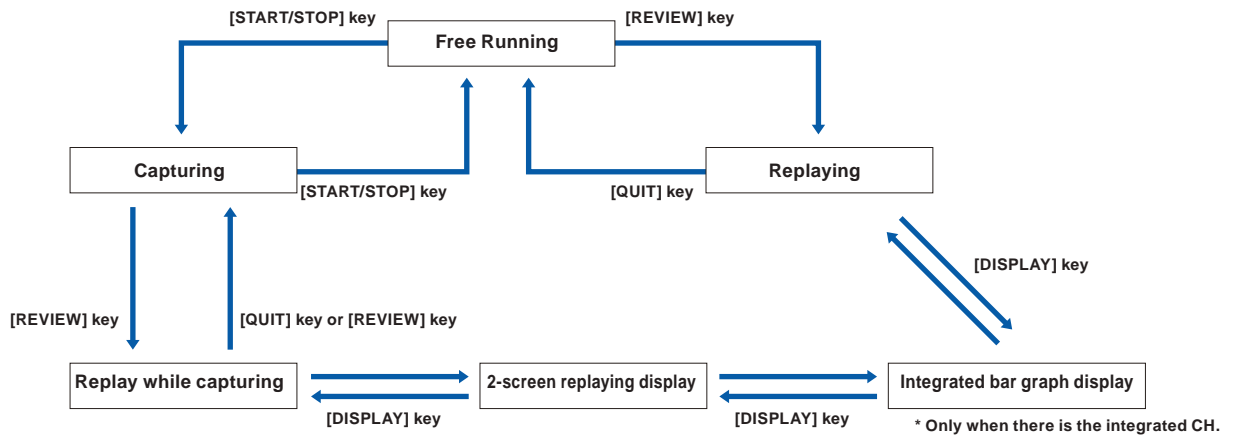 [START/STOP] key
[REVIEW] key
Free Running
Capturing
Replaying
[START/STOP] key
[QUIT] key
[DISPLAY] key
[REVIEW] key
[QUIT] key or [REVIEW] key
Replay while capturing
2-screen replaying display
Integrated bar graph display
[DISPLAY] key
[DISPLAY] key
* Only when there is the integrated CH.